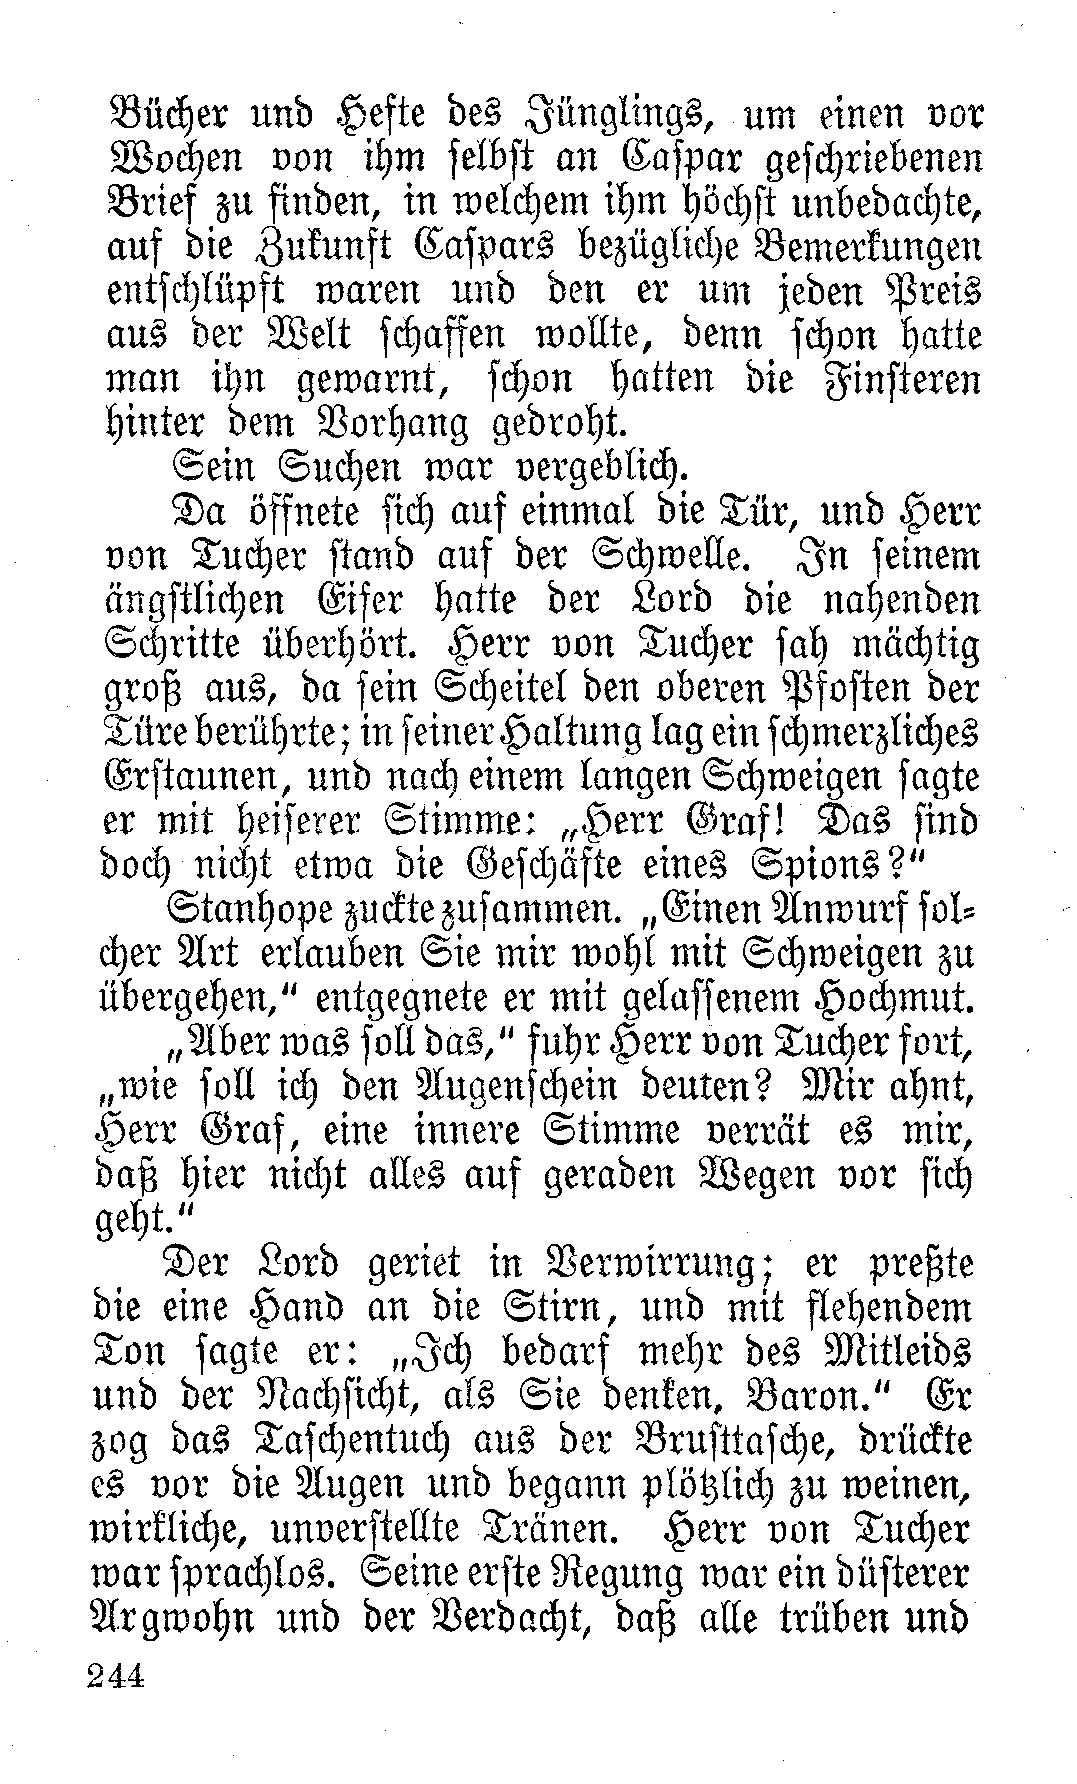 Bücher und Hefte des Jünglings, um einen vor
Wochen von ihm selbst an Caspar geschriebenen
Brief zu finden, in welchem ihm höchst unbedachte,
auf die Zukunft Caspars bezügliche Bemerkungen
entschlüpft waren und den er um jeden Preis
aus der Welt schaffen wollte, denn schon hatte
man ihn gewarnt, schon hatten die Finsteren
hinter dem Vorhang gedroht.
Sein Suchen war vergeblich.
Da öffnete sich auf einmal die Tür, und Herr
von Tucher stand auf der Schwelle. In seinem
ängstlichen Eifer hatte der Lord die nahenden
Schritte überhört. Herr von Tucher sah mächtig
groß aus, da sein Scheitel den oberen Pfosten der
Türe berührte; in seiner Haltung lag ein schmerzliches
Erstaunen, und nach einem langen Schweigen sagte
er mit heiserer Stimme: „Herr Graf! Das sind
doch nicht etwa die Geschäfte eines Spions?“
Stanhope zuckte zusammen. „Einen Anwurf sol-
cher Art erlauben Sie mir wohl mit Schweigen zu
übergehen,“ entgegnete er mit gelassenem Hochmut.
„Aber was soll das,“ fuhr Herr von Tucher fort,
„wie soll ich den Augenschein deuten? Mir ahnt,
Herr Graf, eine innere Stimme verrät es mir,
daß hier nicht alles auf geraden Wegen vor sich
geht.“
Der Lord geriet in Verwirrung; er preßte
die eine Hand an die Stirn, und mit flehendem
Ton sagte er: „Ich bedarf mehr des Mitleids
und der Nachsicht, als Sie denken, Baron.“ Er
zog das Taschentuch aus der Brusttasche, drückte
es vor die Augen und begann plötzlich zu weinen,
wirkliche, unverstellte Tränen. Herr von Tucher
war sprachlos. Seine erste Regung war ein düsterer
Argwohn und der Verdacht, daß alle trüben und
244